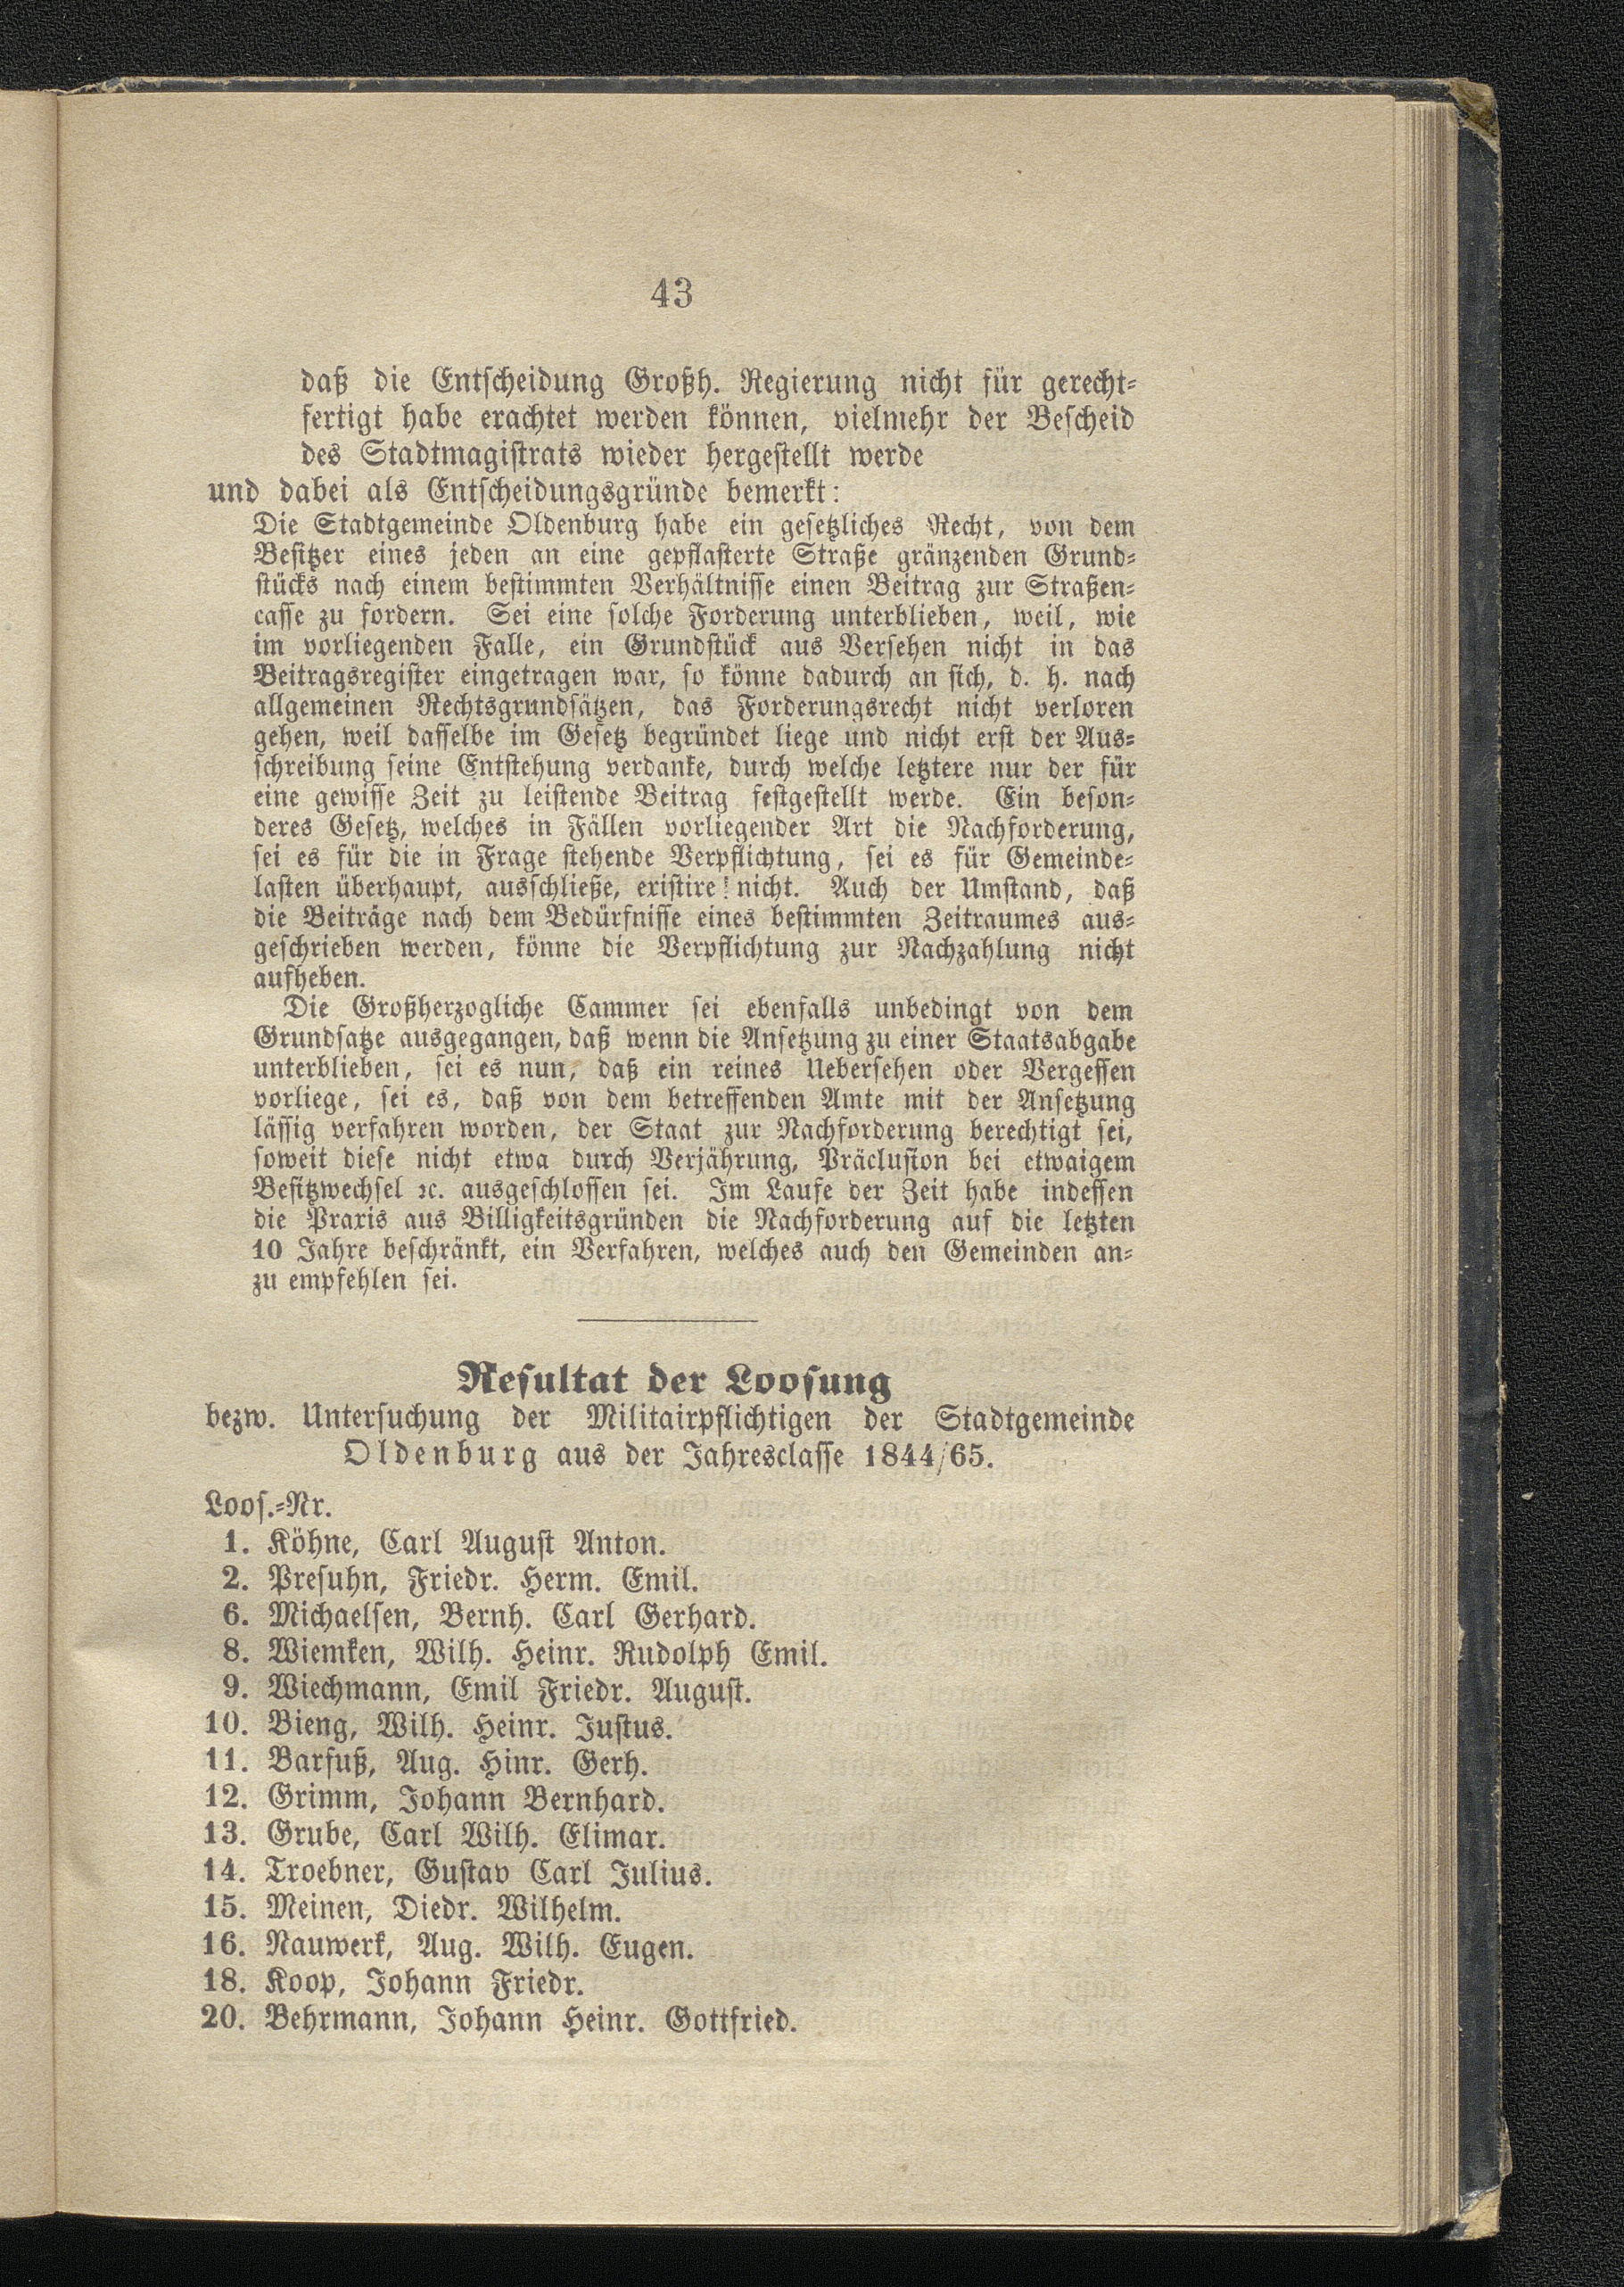 43
daß die Entscheidung Großh. Regierung nicht für gerecht-
fertigt habe erachtet werden können, vielmehr der Bescheid
des Stadtmagistrats wieder hergestellt werde
und dabei als Entscheidungsgründe bemerkt:
Die Stadtgemeinde Oldenburg habe ein gesetzliches Recht, von dem
Besitzer eines jeden an eine gepflasterte Straße gränzenden Grund-
stücks nach einem bestimmten Verhältnisse einen Beitrag zur Straßen-
casse zu fordern. Sei eine solche Forderung unterblieben, weil, wie
im vorliegenden Falle, ein Grundstück aus Versehen nicht in das
Beitragsregister eingetragen war, so könne dadurch an sich, d. h. nach
allgemeinen Rechtsgrundsätzen, das Forderungsrecht nicht verloren
gehen, weil dasselbe im Gesetz begründet liege und nicht erst der Aus-
schreibung seine Entstehung verdanke, durch welche letztere nur der für
eine gewisse Zeit zu leistende Beitrag festgestellt werde. Ein beson-
deres Gesetz, welches in Fällen vorliegender Art die Nachforderung,
sei es für die in Frage stehende Verpflichtung, sei es für Gemeinde-
lasten überhaupt, ausschließe, existire! nicht. Auch der Umstand, daß
die Beiträge nach dem Bedürfnisse eines bestimmten Zeitraumes aus-
geschrieben werden, könne die Verpflichtung zur Nachzahlung nicht
aufheben.
Die Großherzogliche Cammer sei ebenfalls unbedingt von dem
Grundsatze ausgegangen, daß wenn die Ansetzung zu einer Staatsabgabe
unterblieben, sei es nun, daß ein reines Uebersehen oder Vergessen
vorliege, sei es, daß von dem betreffenden Amte mit der Ansetzung
lässig verfahren worden, der Staat zur Nachforderung berechtigt sei,
soweit diese nicht etwa durch Verjährung, Präclusion bei etwaigem
Besitzwechsel ꝛc. ausgeschlossen sei. Im Laufe der Zeit habe indessen
die Praxis aus Billigkeitsgründen die Nachforderung auf die letzten
10 Jahre beschränkt, ein Verfahren, welches auch den Gemeinden an-
zu empfehlen sei.
Resultat der Loosung
bezw. Untersuchung der Militairpflichtigen der Stadtgemeinde
Oldenburg aus der Jahresclasse 1844/65.
Loos.-Nr.
1. Köhne, Carl August Anton.
2. Presuhn, Friedr. Herm. Emil.
6. Michaelsen, Bernh. Carl Gerhard.
8. Wiemken, Wilh. Heinr. Rudolph Emil.
9. Wiechmann, Emil Friedr. August.
10. Bieng, Wilh. Heinr. Justus.
11. Barfuß, Aug. Hinr. Gerh.
12. Grimm, Johann Bernhard.
13. Grube, Carl Wilh. Elimar.
14. Troebner, Gustav Carl Julius.
15. Meinen, Diedr. Wilhelm.
16. Nauwerk, Aug. Wilh. Eugen.
18. Koop, Johann Friedr.
20. Behrmann, Johann Heinr. Gottfried.